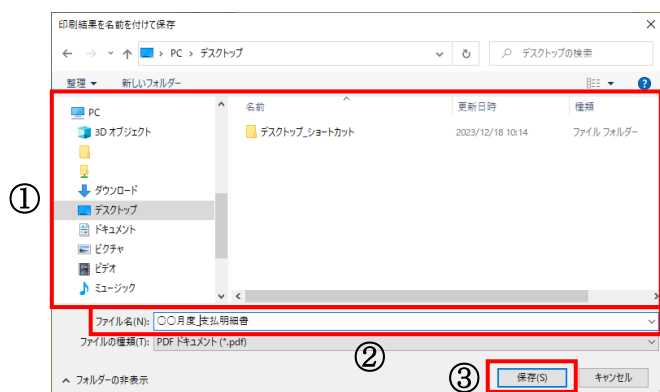 印刷結果を名前を付けて保存
PC › デスクトップ
デスクトップの検索
整理 新しいフォルダー
PC
3D オブジェクト
ダウンロード
デスクトップ
ドキュメント
ピクチャ
ビデオ
ミュージック
名前 更新日時 種類
デスクトップ_ショートカット 2023/12/18 10:14 ファイル フォルダー
①
ファイル名(N): 〇〇月度_支払明細書
ファイルの種類(T): PDF ドキュメント (*.pdf)
②
フォルダーの非表示
③
保存(S) キャンセル